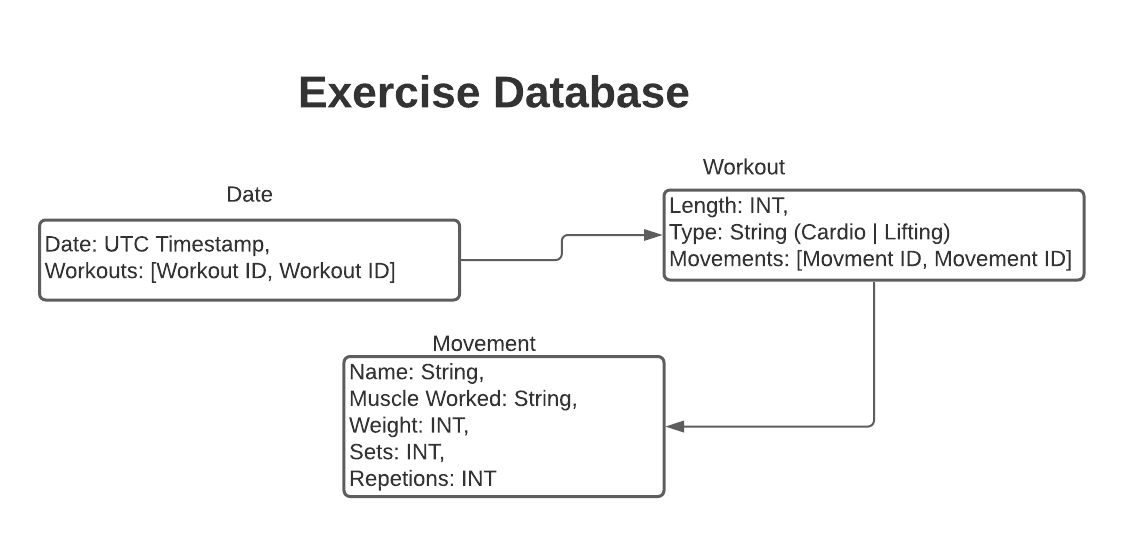 Exercise Database
Date
Date: UTC Timestamp,
Workouts: [Workout ID, Workout ID]
Workout
Length: INT,
Type: String (Cardio | Lifting)
Movements: [Movment ID, Movement ID]
Movement
Name: String,
Muscle Worked: String,
Weight: INT,
Sets: INT,
Repetions: INT